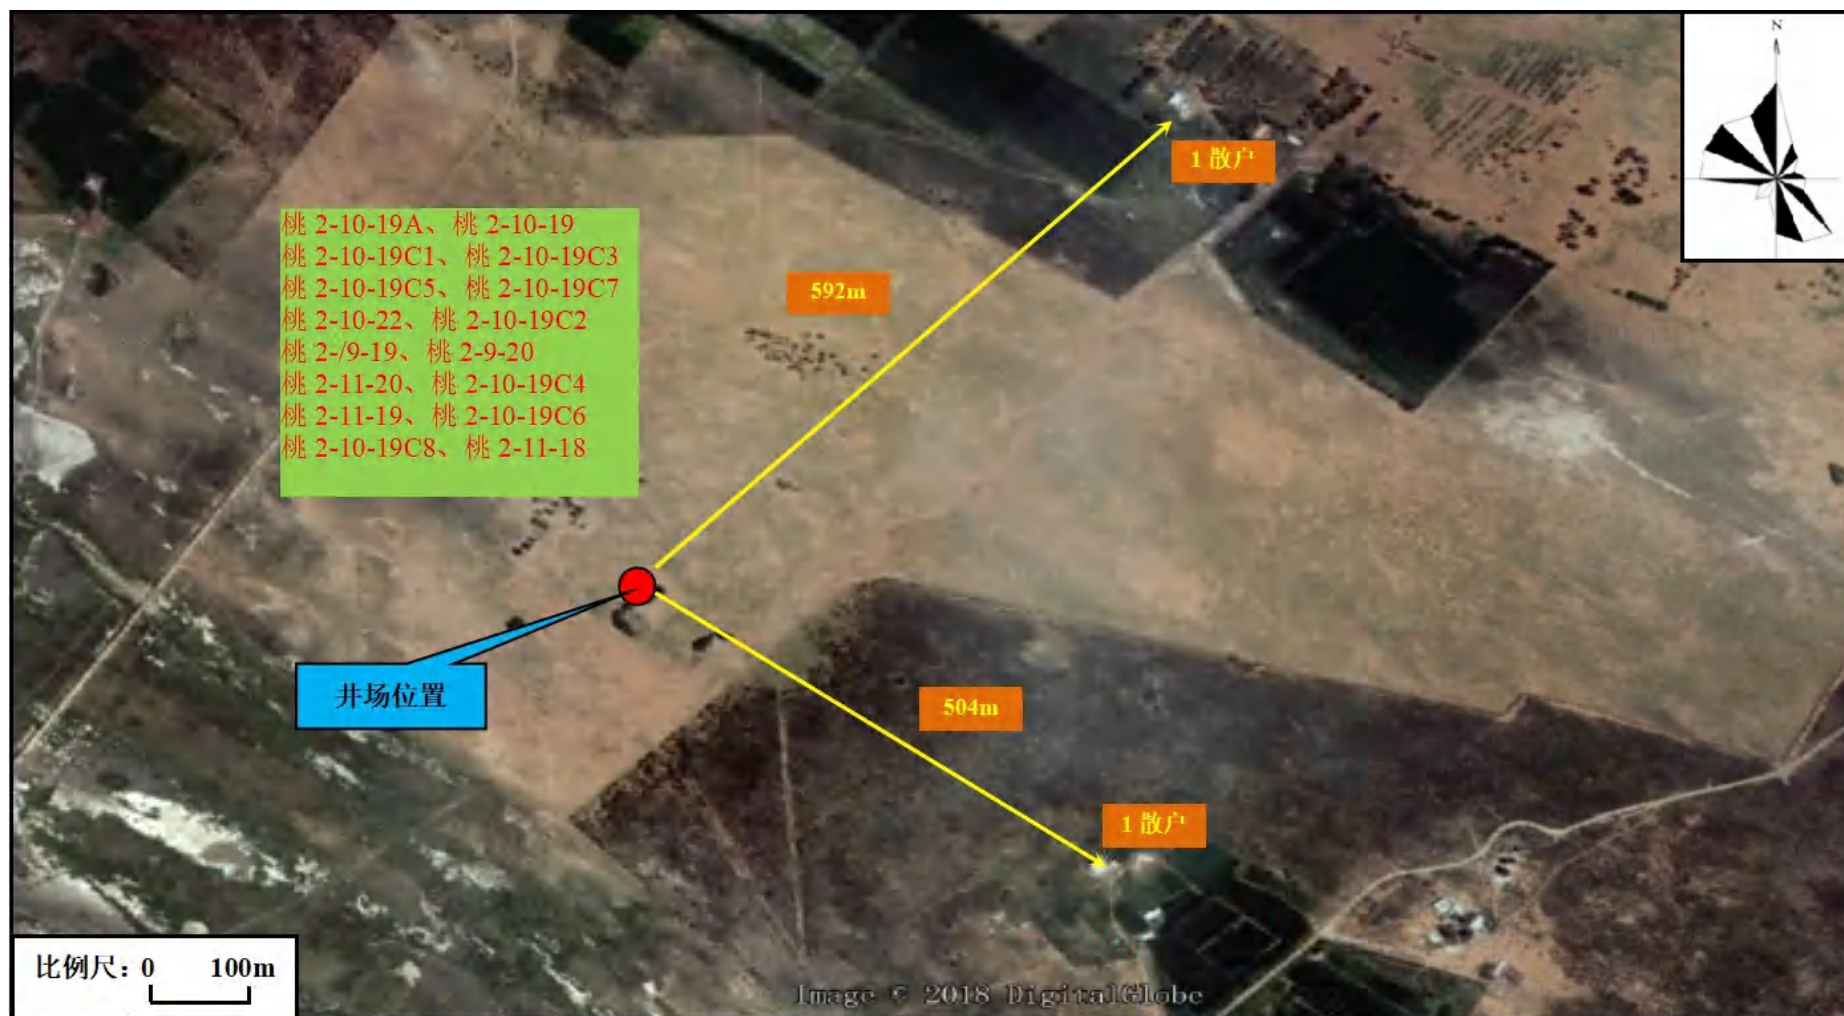 N
1 散户
桃 2-10-19A、桃 2-10-19
桃 2-10-19C1、桃 2-10-19C3
桃 2-10-19C5、桃 2-10-19C7
桃 2-10-22、桃 2-10-19C2
桃 2-/9-19、桃 2-9-20
桃 2-11-20、桃 2-10-19C4
桃 2-11-19、桃 2-10-19C6
桃 2-10-19C8、桃 2-11-18
592m
井场位置
504m
1 散户
比例尺：0 100m
Image © 2018 DigitalGlobe